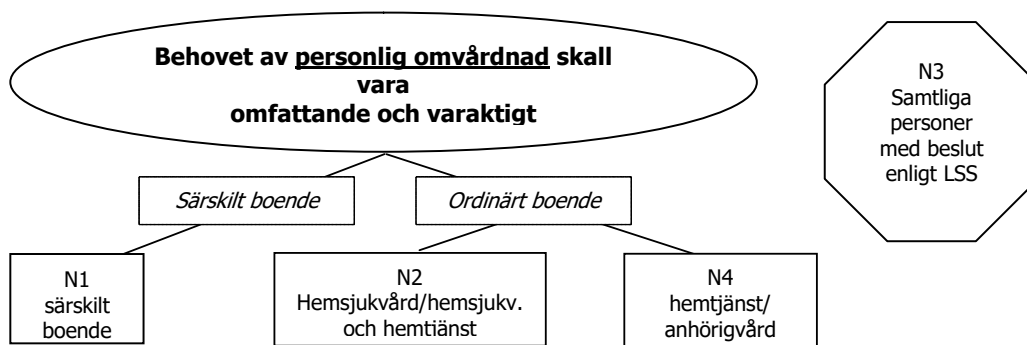 Behovet av personlig omvårdnad skall
vara
omfattande och varaktigt
N3
Samtliga
personer
med beslut
enligt LSS
Särskilt boende
Ordinärt boende
N1
särskilt
boende
N2
Hemsjukvård/hemsjukv.
och hemtjänst
N4
hemtjänst/
anhörigvård